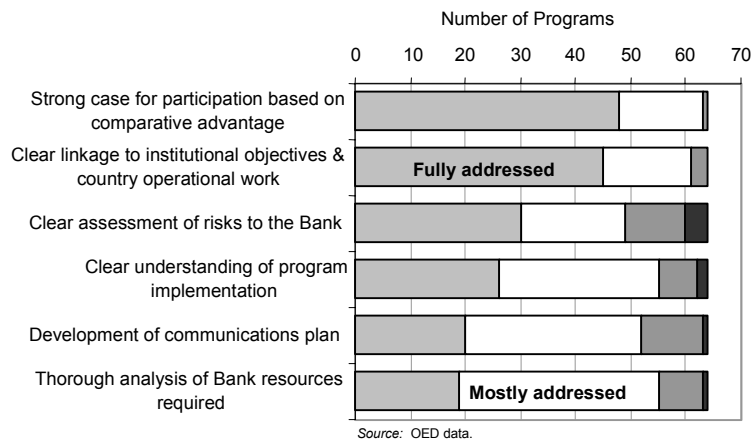 Number of Programs
0 10 20 30 40 50 60 70
Strong case for participation based on
comparative advantage
Clear linkage to institutional objectives &
country operational work
Fully addressed
Clear assessment of risks to the Bank
Clear understanding of program
implementation
Development of communications plan
Thorough analysis of Bank resources
required
Mostly addressed
Source: OED data.